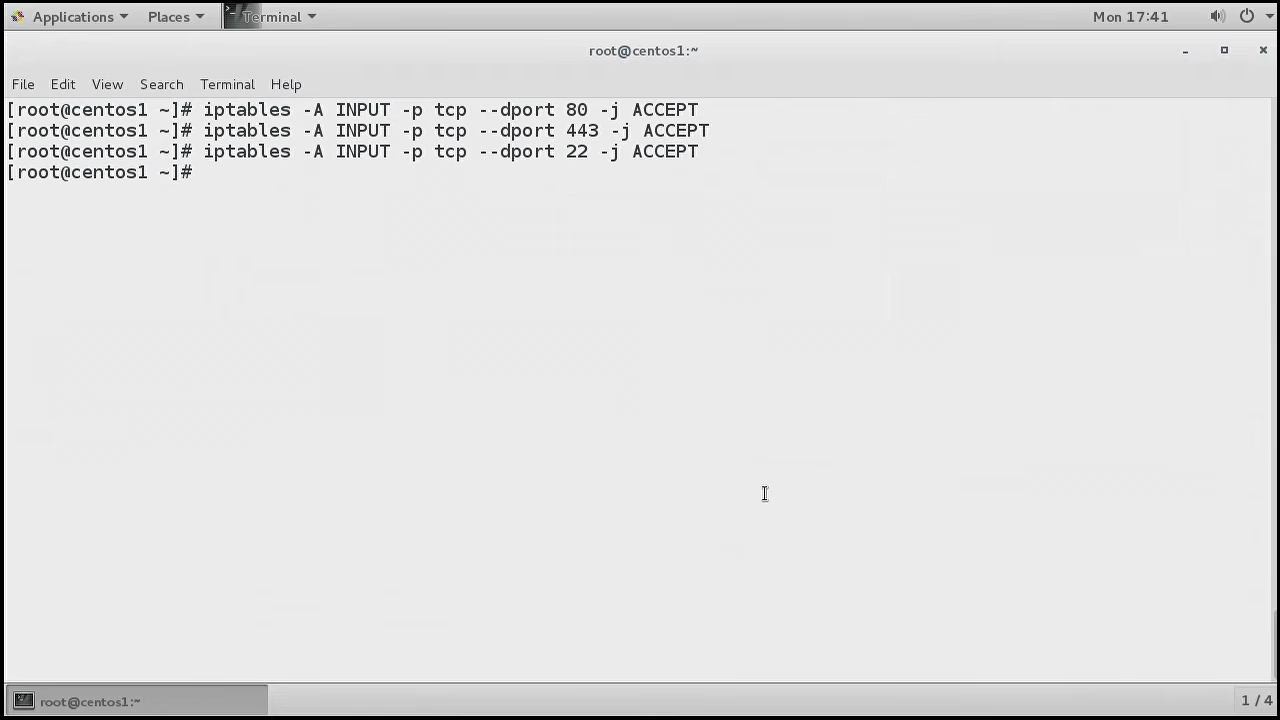 Applications Places Terminal Mon 17:41
root@centos1:~
File Edit View Search Terminal Help
[root@centos1 ~]# iptables -A INPUT -p tcp --dport 80 -j ACCEPT
[root@centos1 ~]# iptables -A INPUT -p tcp --dport 443 -j ACCEPT
[root@centos1 ~]# iptables -A INPUT -p tcp --dport 22 -j ACCEPT
[root@centos1 ~]#
root@centos1:~ 1 / 4